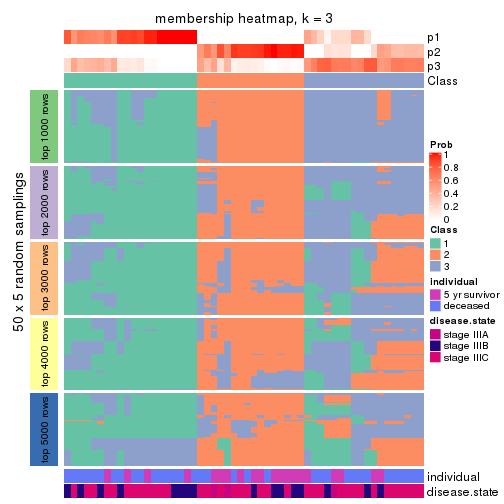 membership heatmap, k = 3
p1
p2
p3
Class
50 x 5 random samplings
top 1000 rows
top 2000 rows
top 3000 rows
top 4000 rows
top 5000 rows
individual
disease.state
Prob
1
0.8
0.6
0.4
0.2
0
Class
1
2
3
individual
5 yr survivor
deceased
disease.state
stage IIIA
stage IIIB
stage IIIC